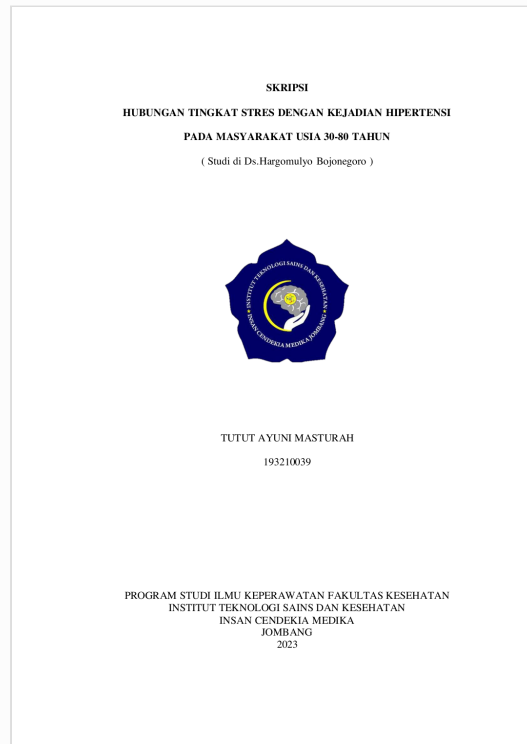 SKRIPSI
HUBUNGAN TINGKAT STRES DENGAN KEJADIAN HIPERTENSI
PADA MASYARAKAT USIA 30-80 TAHUN
( Studi di Ds.Hargomulyo Bojonegoro )
INSTITUT TEKNOLOGI SAINS DAN KESEHATAN
INSAN CENDEKIA MEDIKA JOMBANG
TUTUT AYUNI MASTURAH
193210039
PROGRAM STUDI ILMU KEPERAWATAN FAKULTAS KESEHATAN
INSTITUT TEKNOLOGI SAINS DAN KESEHATAN
INSAN CENDEKIA MEDIKA
JOMBANG
2023